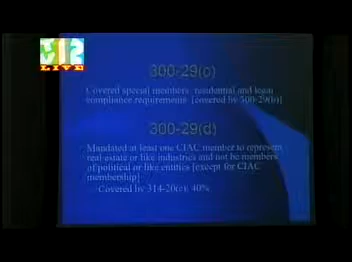 LIVE
300-29(c)
Covered special members residential and legal
compliance requirements [covered by 300-29(b)]
300-29(d)
Mandated at least one CIAC member to represent
real estate or like industries and not be members
of political or like entities [except for CIAC
membership]
– Covered by 314-20(e), 40%